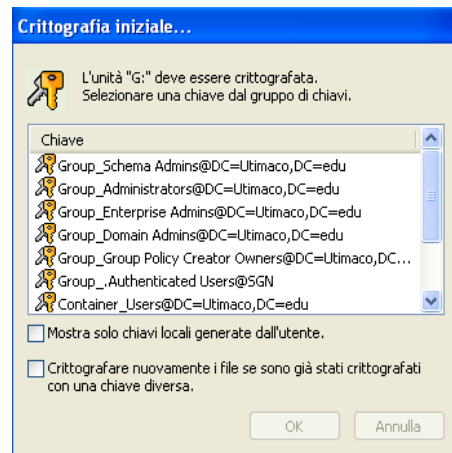 Crittografia iniziale...
L'unità "G:" deve essere crittografata.
Selezionare una chiave dal gruppo di chiavi.
Chiave
Group_Schema Admins@DC=Utimaco,DC=edu
Group_Administrators@DC=Utimaco,DC=edu
Group_Enterprise Admins@DC=Utimaco,DC=edu
Group_Domain Admins@DC=Utimaco,DC=edu
Group_Group Policy Creator Owners@DC=Utimaco,DC...
Group_.Authenticated Users@SGN
Container_Users@DC=Utimaco,DC=edu
Mostra solo chiavi locali generate dall'utente.
Crittografare nuovamente i file se sono già stati crittografati
con una chiave diversa.
OK Annulla